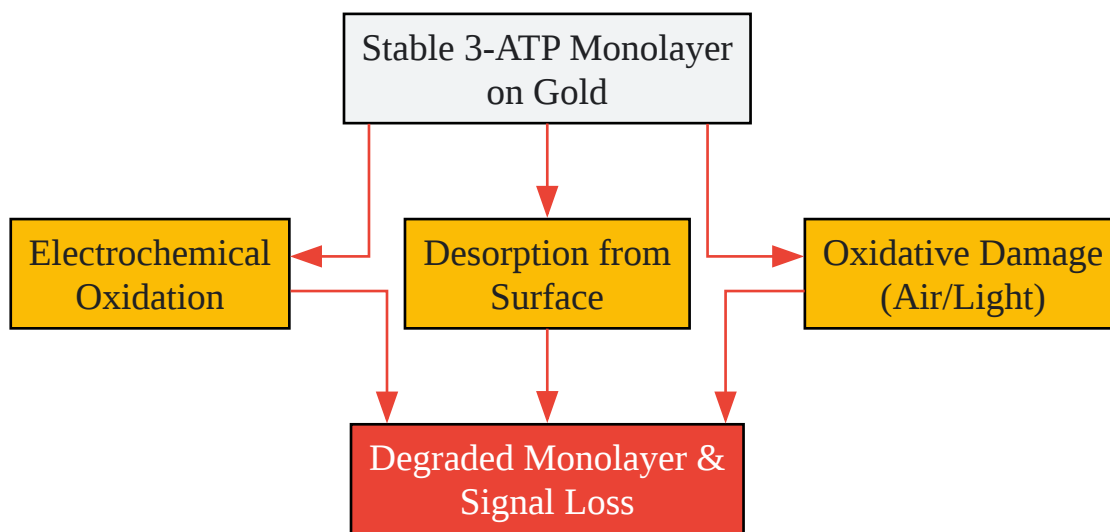 Stable 3-ATP Monolayer
on Gold
Electrochemical
Oxidation
Desorption from
Surface
Oxidative Damage
(Air/Light)
Degraded Monolayer &
Signal Loss